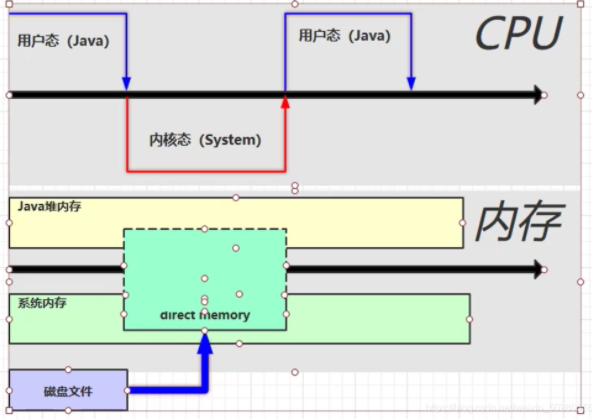 用户态（Java）
用户态（Java）
CPU
内核态（System）
Java堆内存
内存
系统内存
direct memory
磁盘文件